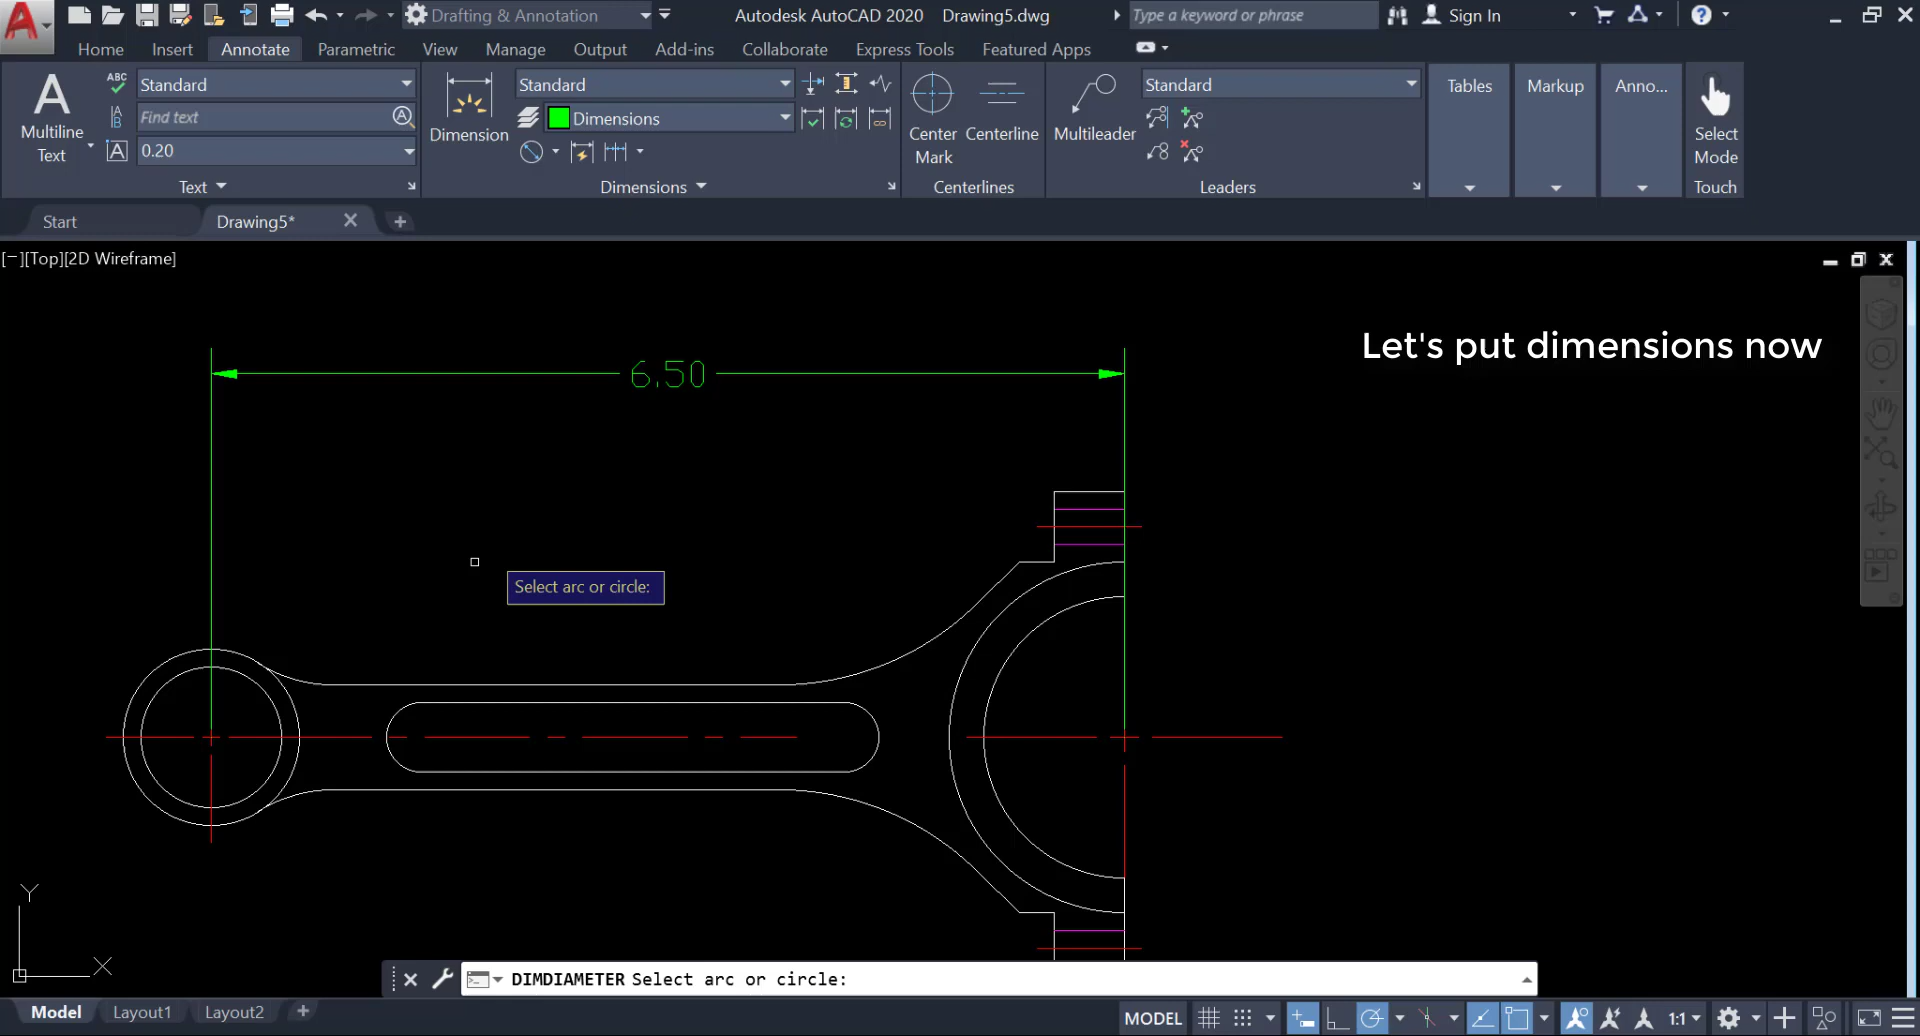 Drafting & Annotation
Autodesk AutoCAD 2020 Drawing5.dwg
Type a keyword or phrase
Sign In
Home Insert Annotate Parametric View Manage Output Add-ins Collaborate Express Tools Featured Apps
A
Multiline
Text
ABC
Standard
Find text
0.20
Text
Dimension
Standard
Dimensions
Dimensions
Center
Mark
Centerline
Centerlines
Multileader
Standard
Leaders
Tables
Markup
Anno...
Select
Mode
Touch
Start
Drawing5*
[−][Top][2D Wireframe]
Let's put dimensions now
6.50
Select arc or circle:
Y
X
DIMDIAMETER Select arc or circle:
Model Layout1 Layout2
MODEL
1:1